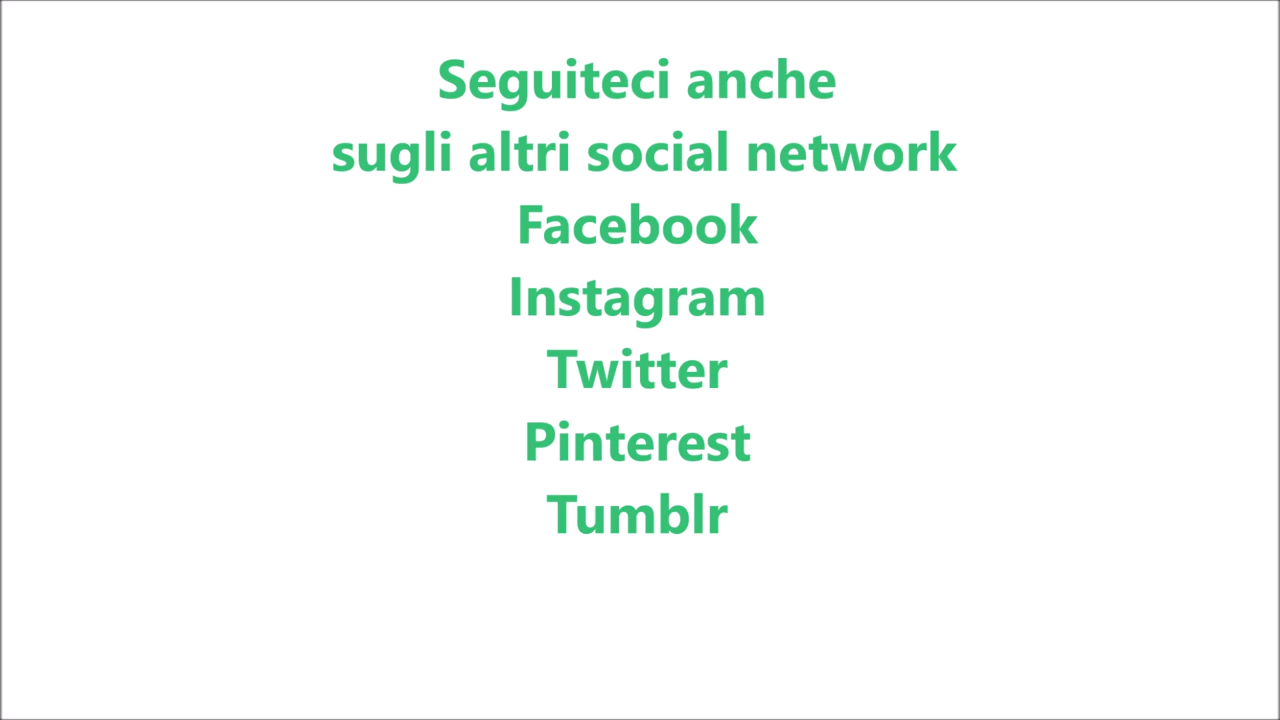 Seguiteci anche
sugli altri social network
Facebook
Instagram
Twitter
Pinterest
Tumblr